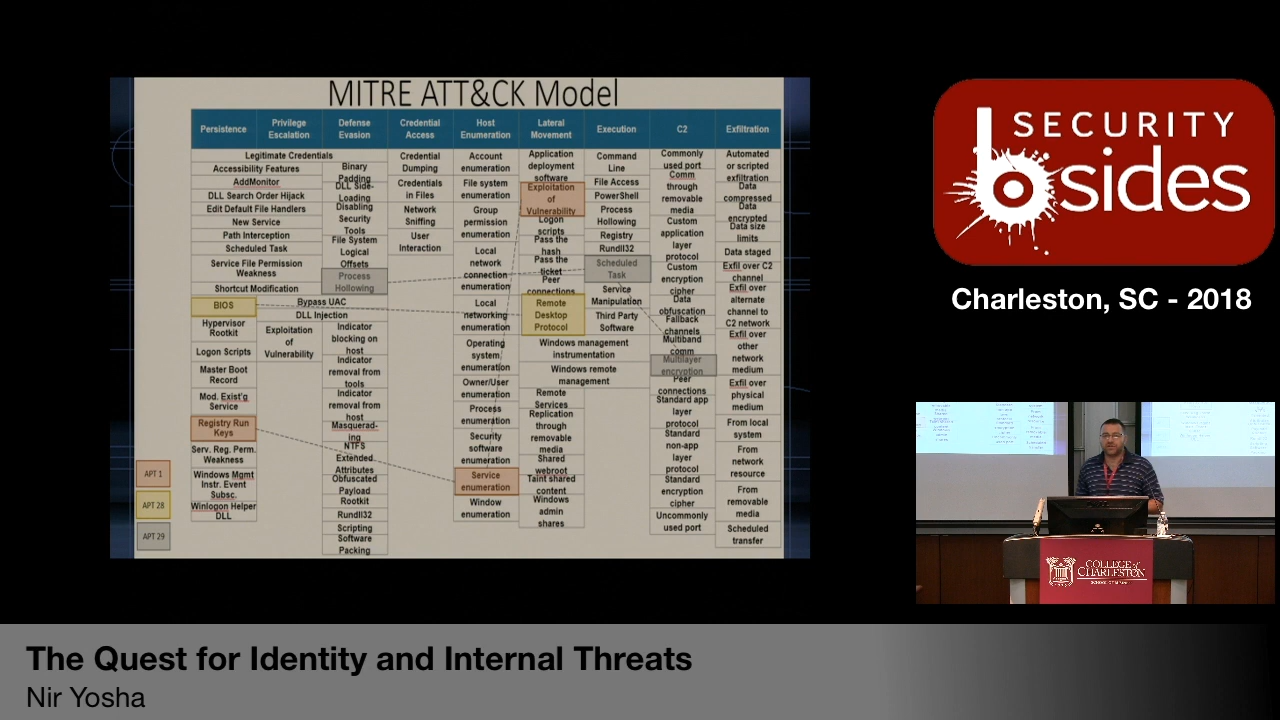 MITRE ATT&CK Model
Persistence
Privilege
Escalation
Defense
Evasion
Credential
Access
Host
Enumeration
Lateral
Movement
Execution
C2
Exfiltration
Legitimate Credentials
Accessibility Features
AddMonitor
DLL Search Order Hijack
Edit Default File Handlers
New Service
Path Interception
Scheduled Task
Service File Permission
Weakness
Shortcut Modification
BIOS
Bypass UAC
DLL Injection
Hypervisor
Rootkit
Logon Scripts
Master Boot
Record
Mod. Exist'g
Service
Registry Run
Keys
Serv. Reg. Perm.
Weakness
Windows Mgmt
Instr. Event
Subsc.
Winlogon Helper
DLL
Exploitation
of
Vulnerability
Binary
Padding
DLL Side-
Loading
Disabling
Security
Tools
File System
Logical
Offsets
Process
Hollowing
Indicator
blocking on
host
Indicator
removal from
tools
Indicator
removal from
host
Masquerad-
ing
NTFS
Extended
Attributes
Obfuscated
Payload
Rootkit
Rundll32
Scripting
Software
Packing
Credential
Dumping
Credentials
in Files
Network
Sniffing
User
Interaction
Account
enumeration
File system
enumeration
Group
permission
enumeration
Local
network
connection
enumeration
Local
networking
enumeration
Operating
system
enumeration
Owner/User
enumeration
Process
enumeration
Security
software
enumeration
Service
enumeration
Window
enumeration
Application
deployment
software
Exploitation
of
Vulnerability
Logon
scripts
Pass the
hash
Pass the
ticket
Peer
connections
Remote
Desktop
Protocol
Windows management
instrumentation
Windows remote
management
Remote
Services
Replication
through
removable
media
Shared
webroot
Taint shared
content
Windows
admin
shares
Command
Line
File Access
PowerShell
Process
Hollowing
Registry
Rundll32
Scheduled
Task
Service
Manipulation
Third Party
Software
Commonly
used port
Comm
through
removable
media
Custom
application
layer
protocol
Custom
encryption
cipher
Data
obfuscation
Fallback
channels
Multiband
comm
Multilayer
encryption
Peer
connections
Standard app
layer
protocol
Standard
non-app
layer
protocol
Standard
encryption
cipher
Uncommonly
used port
Automated
or scripted
exfiltration
Data
compressed
Data
encrypted
Data size
limits
Data staged
Exfil over C2
channel
Exfil over
alternate
channel to
C2 network
Exfil over
other
network
medium
Exfil over
physical
medium
From local
system
From
network
resource
From
removable
media
Scheduled
transfer
APT 1
APT 28
APT 29
SECURITY
bsides
Charleston, SC - 2018
COLLEGE of
CHARLESTON
The Quest for Identity and Internal Threats
Nir Yosha